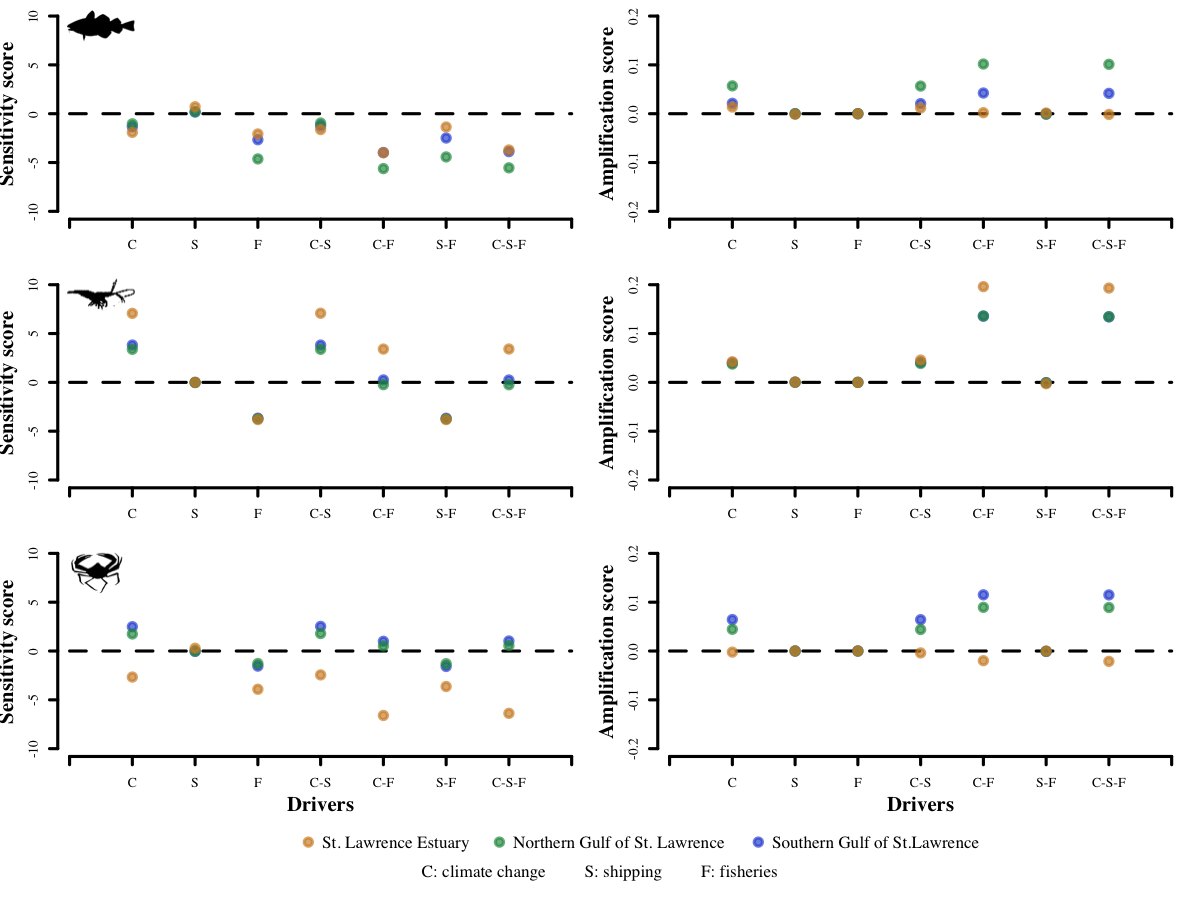 Sensitivity score
10
5
0
-5
-10
C S F C-S C-F S-F C-S-F
Amplification score
0.2
0.1
0.0
-0.1
-0.2
C S F C-S C-F S-F C-S-F
Sensitivity score
10
5
0
-5
-10
C S F C-S C-F S-F C-S-F
Amplification score
0.2
0.1
0.0
-0.1
-0.2
C S F C-S C-F S-F C-S-F
Sensitivity score
10
5
0
-5
-10
C S F C-S C-F S-F C-S-F
Drivers
Amplification score
0.2
0.1
0.0
-0.1
-0.2
C S F C-S C-F S-F C-S-F
Drivers
St. Lawrence Estuary Northern Gulf of St. Lawrence Southern Gulf of St.Lawrence
C: climate change S: shipping F: fisheries